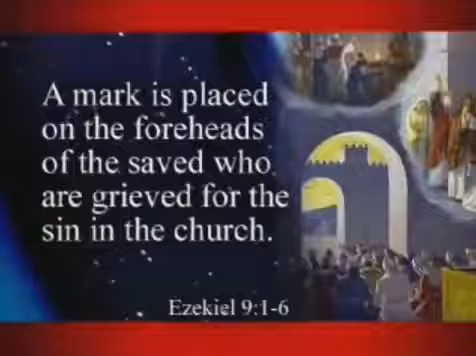 A mark is placed
on the foreheads
of the saved who
are grieved for the
sin in the church.
Ezekiel 9:1-6